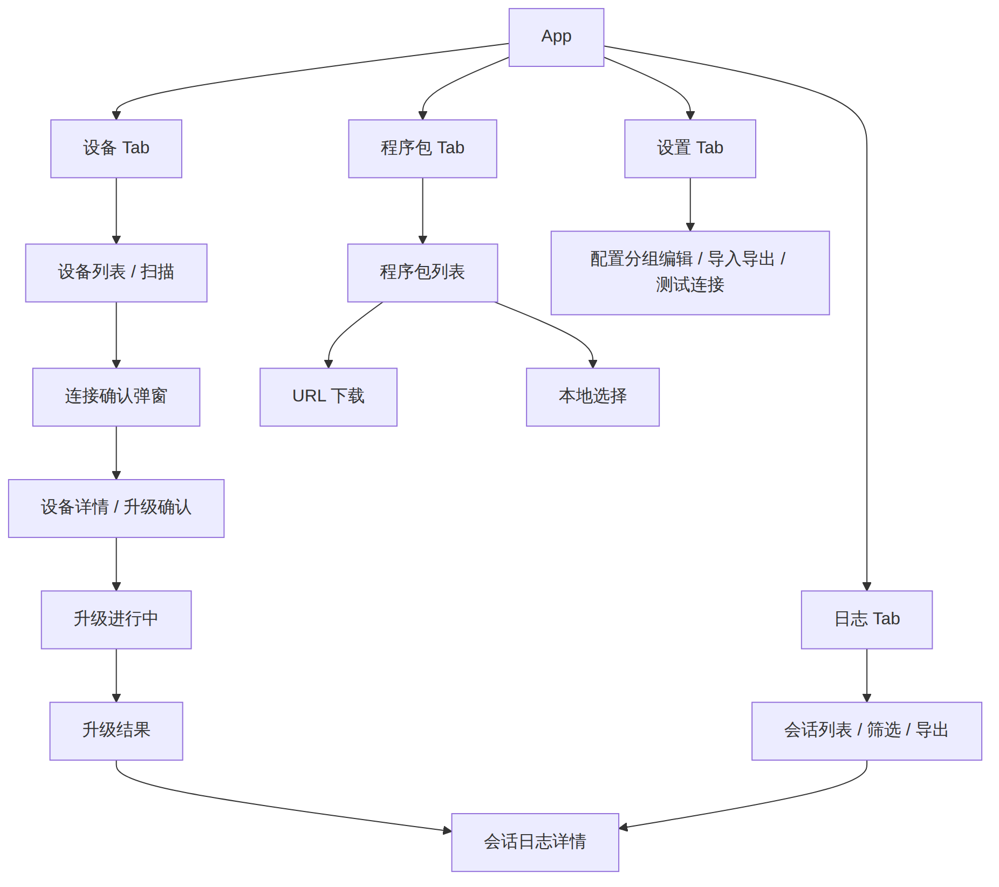 App
设备 Tab
程序包 Tab
设置 Tab
设备列表 / 扫描
程序包列表
配置分组编辑 / 导入导出 /
测试连接
连接确认弹窗
URL 下载
本地选择
设备详情 / 升级确认
升级进行中
日志 Tab
升级结果
会话列表 / 筛选 / 导出
会话日志详情